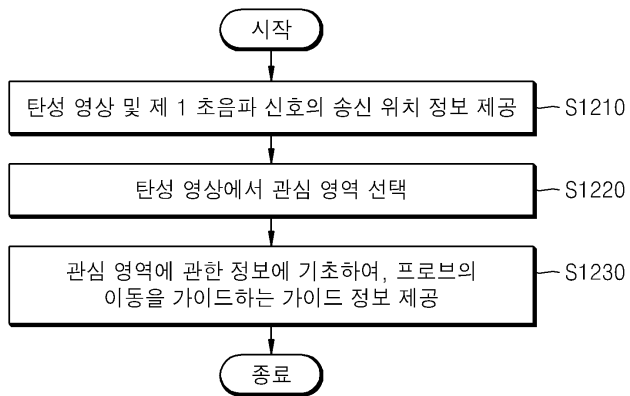 시작
탄성 영상 및 제 1 초음파 신호의 송신 위치 정보 제공
S1210
탄성 영상에서 관심 영역 선택
S1220
관심 영역에 관한 정보에 기초하여, 프로브의
이동을 가이드하는 가이드 정보 제공
S1230
종료